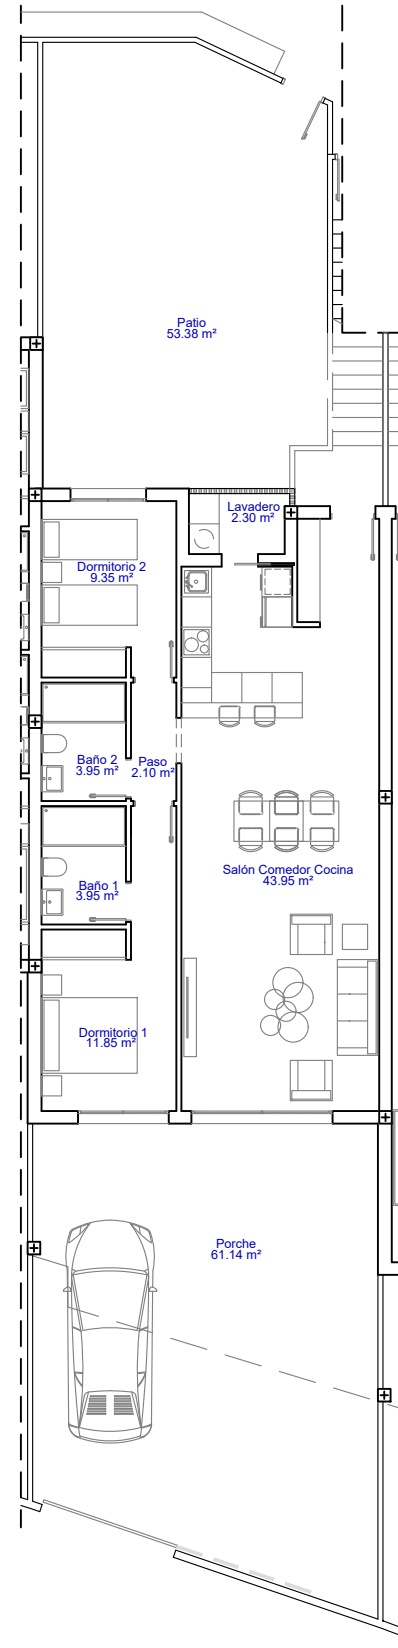 Patio
53.38 m²
Lavadero
2.30 m²
Dormitorio 2
9.35 m²
Baño 2
3.95 m²
Paso
2.10 m²
Salón Comedor Cocina
43.95 m²
Baño 1
3.95 m²
Dormitorio 1
11.85 m²
Porche
61.14 m²